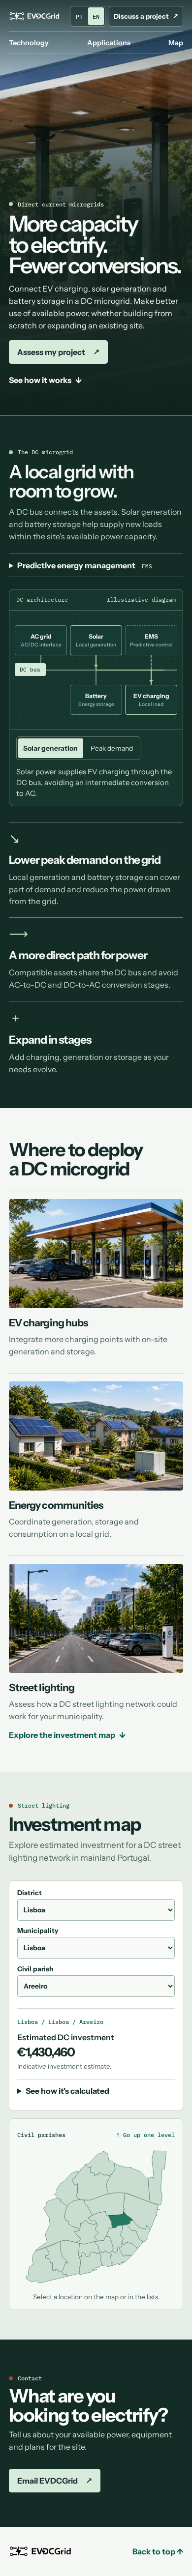 EVDCGrid
PT EN
Discuss a project ↗
Technology Applications Map
Direct current microgrids
More capacity
to electrify.
Fewer conversions.
Connect EV charging, solar generation and
battery storage in a DC microgrid. Make better
use of available power, whether building from
scratch or expanding an existing site.
Assess my project ↗
See how it works ↓
The DC microgrid
A local grid with
room to grow.
A DC bus connects the assets. Solar generation
and battery storage help supply new loads
within the site's available power capacity.
Predictive energy management EMS
DC architecture Illustrative diagram
AC grid Solar EMS
AC/DC interface Local generation Predictive control
DC bus
Battery EV charging
Energy storage Local load
Solar generation Peak demand
Solar power supplies EV charging through the
DC bus, avoiding an intermediate conversion
to AC.
Lower peak demand on the grid
Local generation and battery storage can cover
part of demand and reduce the power drawn
from the grid.
A more direct path for power
Compatible assets share the DC bus and avoid
AC-to-DC and DC-to-AC conversion stages.
Expand in stages
Add charging, generation or storage as your
needs evolve.
Where to deploy
a DC microgrid
EV charging hubs
Integrate more charging points with on-site
generation and storage.
Energy communities
Coordinate generation, storage and
consumption on a local grid.
Street lighting
Assess how a DC street lighting network could
work for your municipality.
Explore the investment map ↓
Street lighting
Investment map
Explore estimated investment for a DC street
lighting network in mainland Portugal.
District
Lisboa
Municipality
Lisboa
Civil parish
Areeiro
Lisboa / Lisboa / Areeiro
Estimated DC investment
€1,430,460
Indicative investment estimate.
See how it's calculated
Civil parishes ↑ Go up one level
Select a location on the map or in the lists.
Contact
What are you
looking to electrify?
Tell us about your available power, equipment
and plans for the site.
Email EVDCGrid ↗
EVDCGrid
Back to top ↑